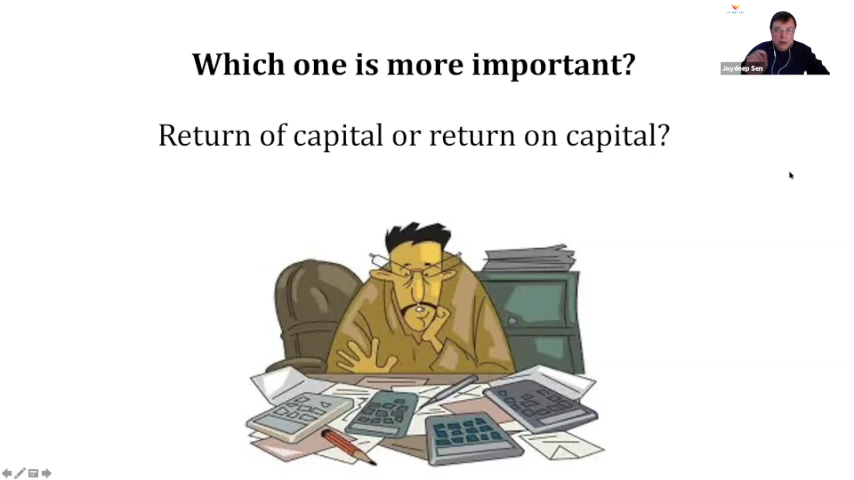 Which one is more important?
Joydeep Sen
Return of capital or return on capital?